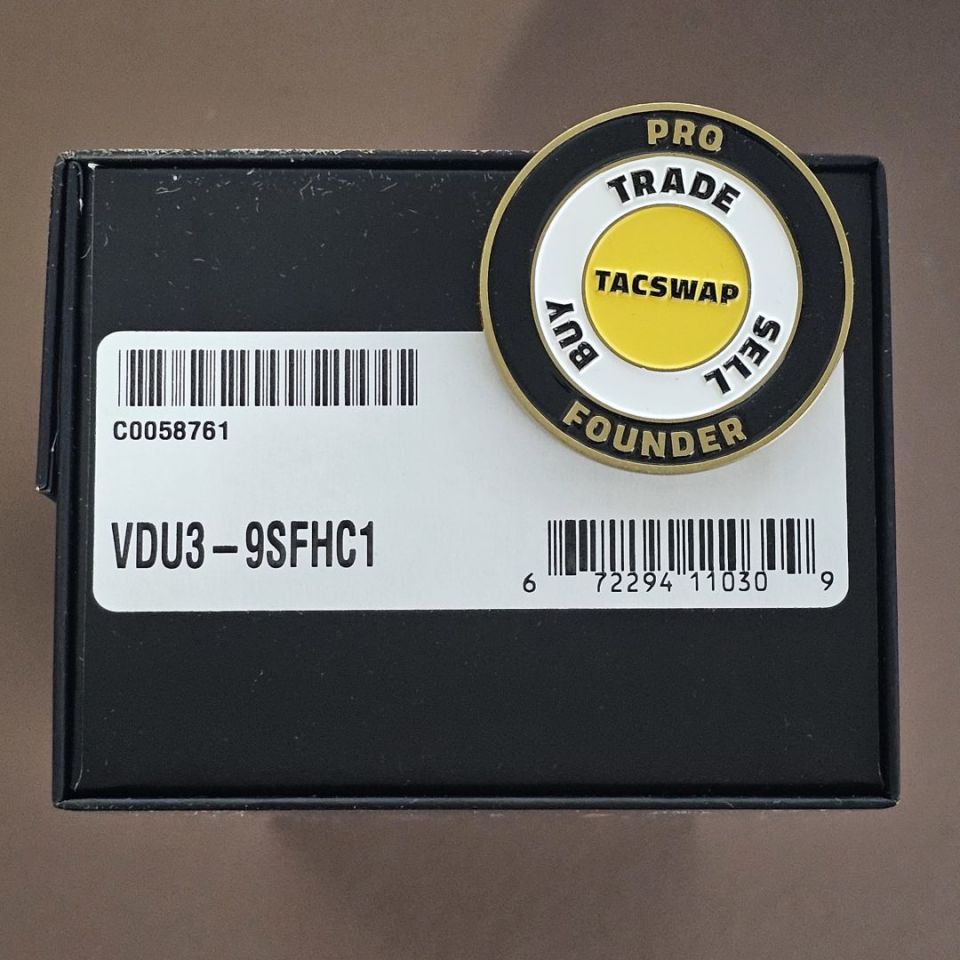 PRO
TRADE
TACSWAP
BUY
SELL
FOUNDER
C0058761
VDU3-9SFHC1
6 72294 11030 9